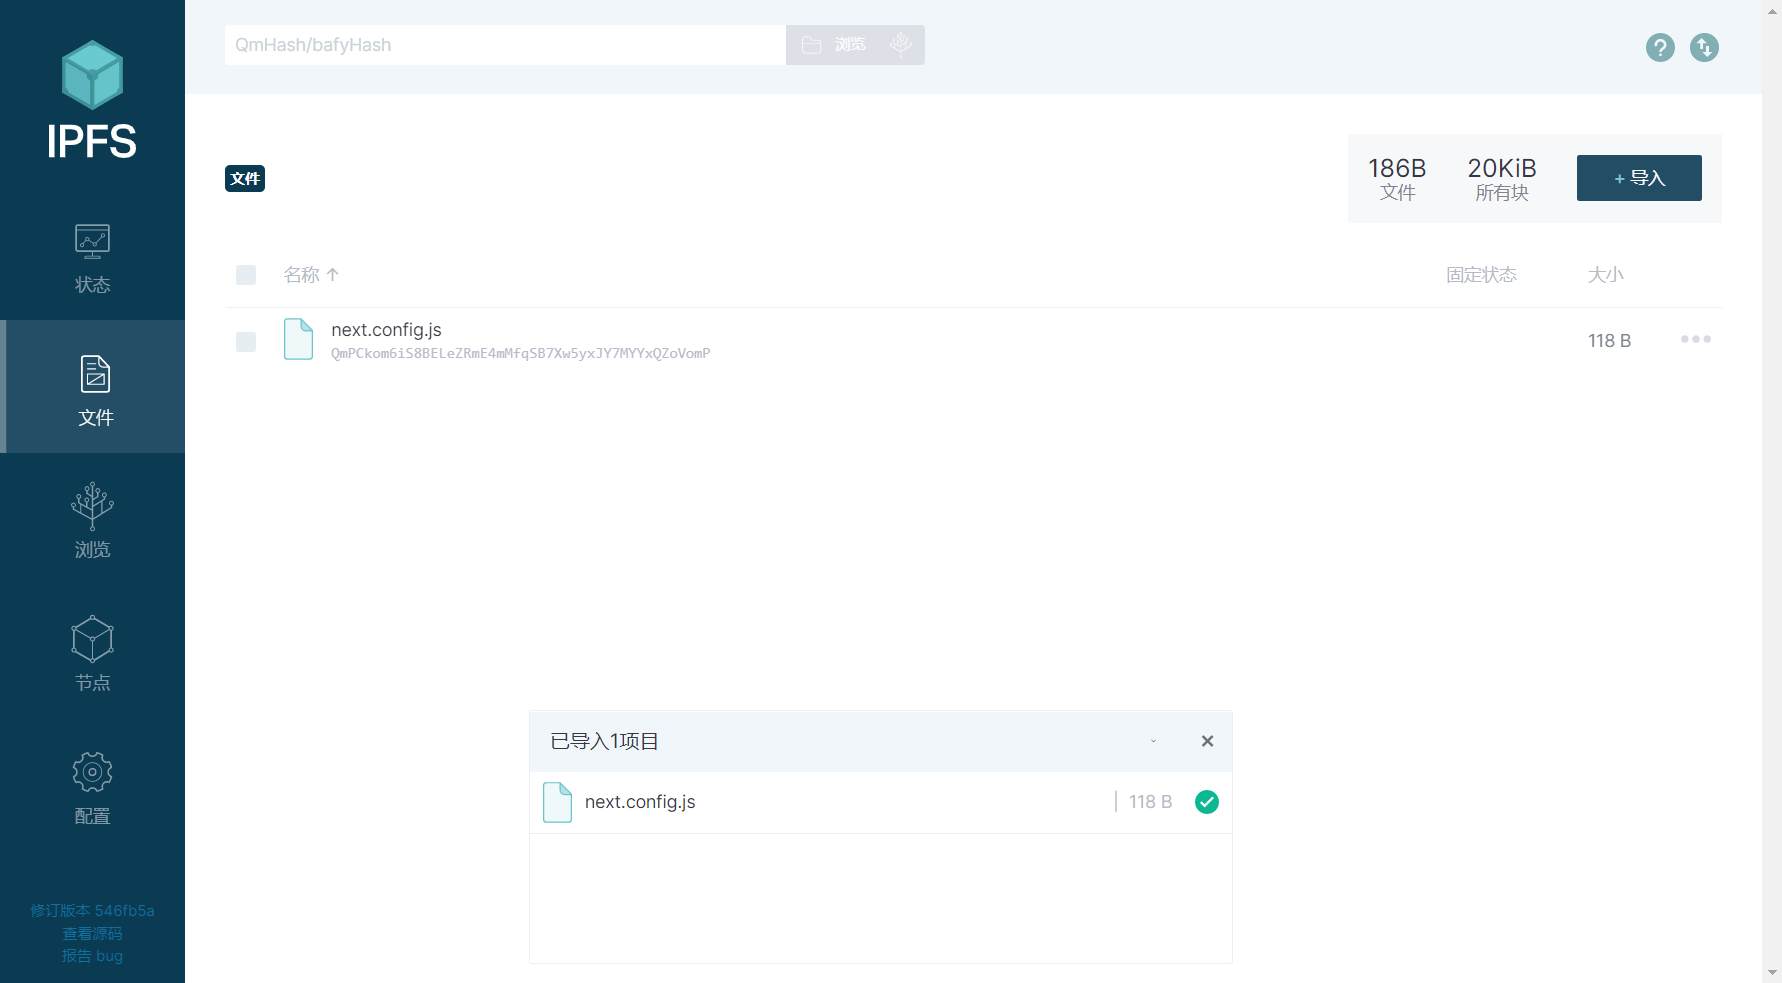 QmHash/bafyHash
浏览
IPFS
状态
文件
浏览
节点
配置
修订版本 546fb5a
查看源码
报告 bug
文件
186B
文件
20KiB
所有块
+ 导入
名称 ↑
固定状态
大小
next.config.js
QmPCkom6iS8BELeZRmE4mMfqSB7Xw5yxJY7MYYxQZoVomP
118 B
已导入1项目
next.config.js
118 B